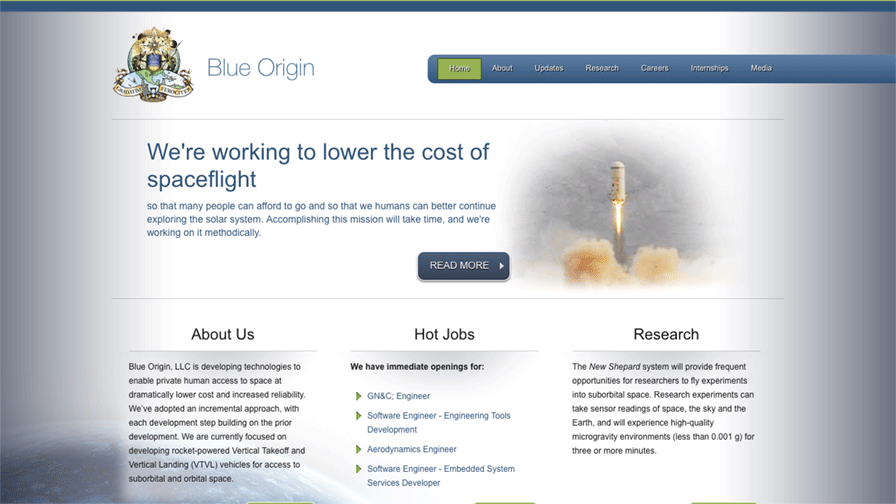 GRADATIM FEROCITER
Blue Origin
Home About Updates Research Careers Internships Media
We're working to lower the cost of
spaceflight
so that many people can afford to go and so that we humans can better continue
exploring the solar system. Accomplishing this mission will take time, and we're
working on it methodically.
READ MORE
About Us
Blue Origin, LLC is developing technologies to
enable private human access to space at
dramatically lower cost and increased reliability.
We've adopted an incremental approach, with
each development step building on the prior
development. We are currently focused on
developing rocket-powered Vertical Takeoff and
Vertical Landing (VTVL) vehicles for access to
suborbital and orbital space.
Hot Jobs
We have immediate openings for:
GN&C; Engineer
Software Engineer - Engineering Tools
Development
Aerodynamics Engineer
Software Engineer - Embedded System
Services Developer
Research
The New Shepard system will provide frequent
opportunities for researchers to fly experiments
into suborbital space. Research experiments can
take sensor readings of space, the sky and the
Earth, and will experience high-quality
microgravity environments (less than 0.001 g) for
three or more minutes.